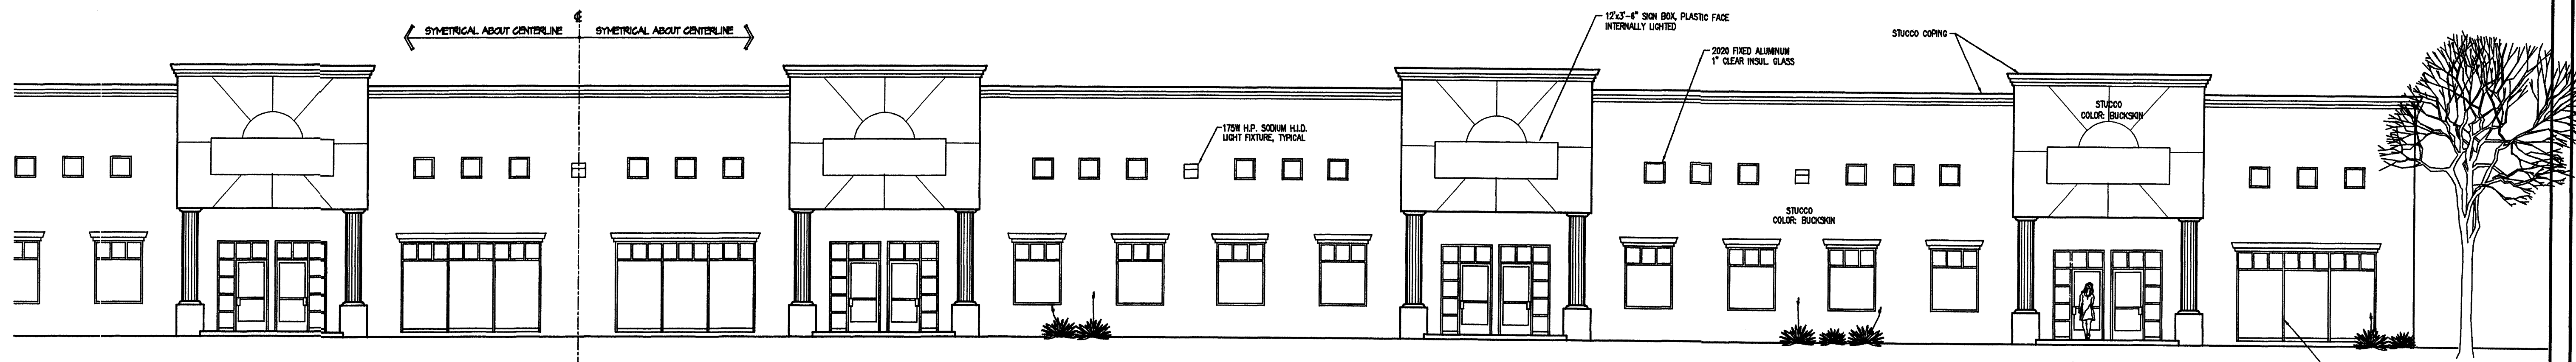 ℄
SYMETRICAL ABOUT CENTERLINE
SYMETRICAL ABOUT CENTERLINE
12'x3'-6" SIGN BOX, PLASTIC FACE
INTERNALLY LIGHTED
2020 FIXED ALUMINUM
1" CLEAR INSUL. GLASS
STUCCO COPING
175W H.P. SODIUM H.I.D.
LIGHT FIXTURE, TYPICAL
STUCCO
COLOR: BUCKSKIN
STUCCO
COLOR: BUCKSKIN